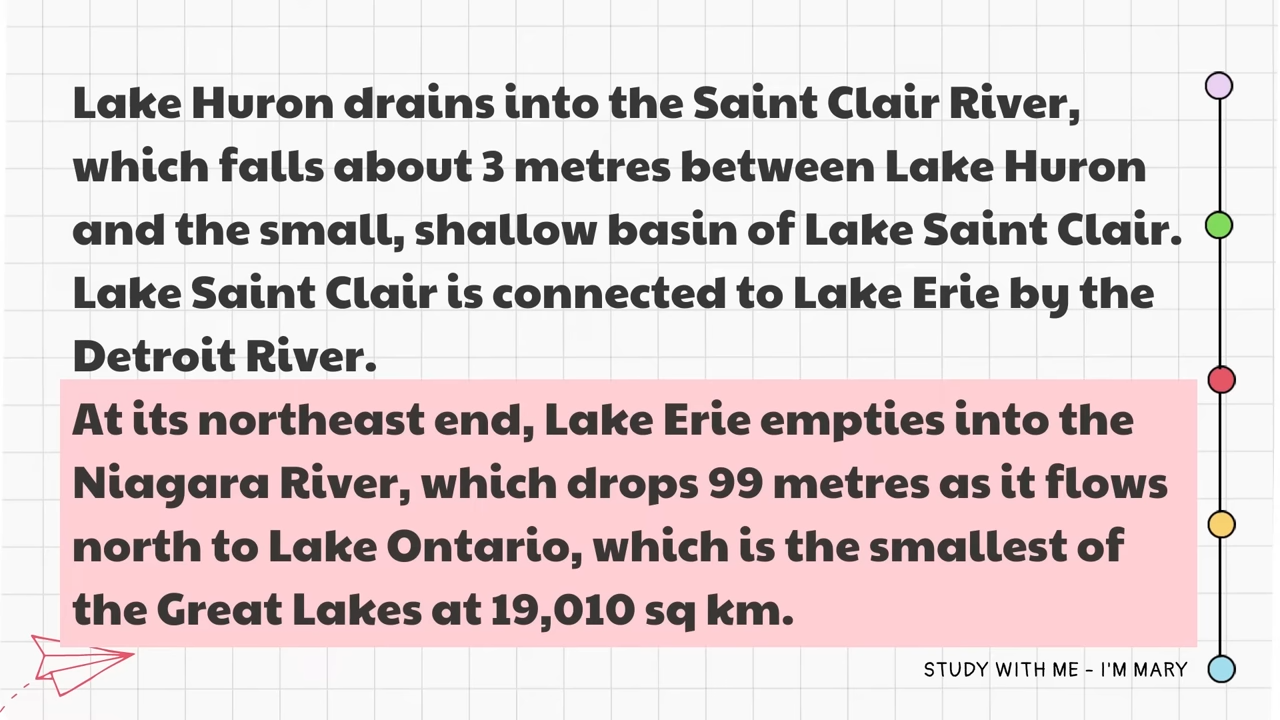 Lake Huron drains into the Saint Clair River,
which falls about 3 metres between Lake Huron
and the small, shallow basin of Lake Saint Clair.
Lake Saint Clair is connected to Lake Erie by the
Detroit River.
At its northeast end, Lake Erie empties into the
Niagara River, which drops 99 metres as it flows
north to Lake Ontario, which is the smallest of
the Great Lakes at 19,010 sq km.
STUDY WITH ME - I'M MARY